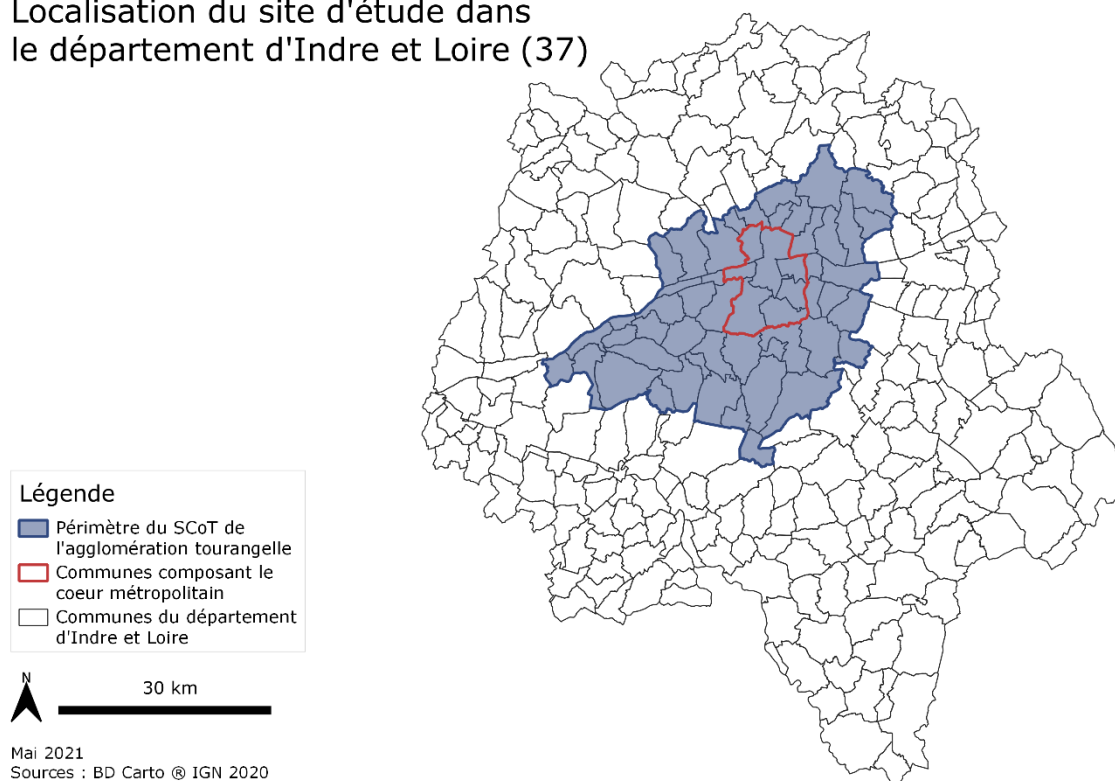 Localisation du site d'étude dans
le département d'Indre et Loire (37)
Légende
Périmètre du SCoT de
l'agglomération tourangelle
Communes composant le
coeur métropolitain
Communes du département
d'Indre et Loire
N
30 km
Mai 2021
Sources : BD Carto ® IGN 2020